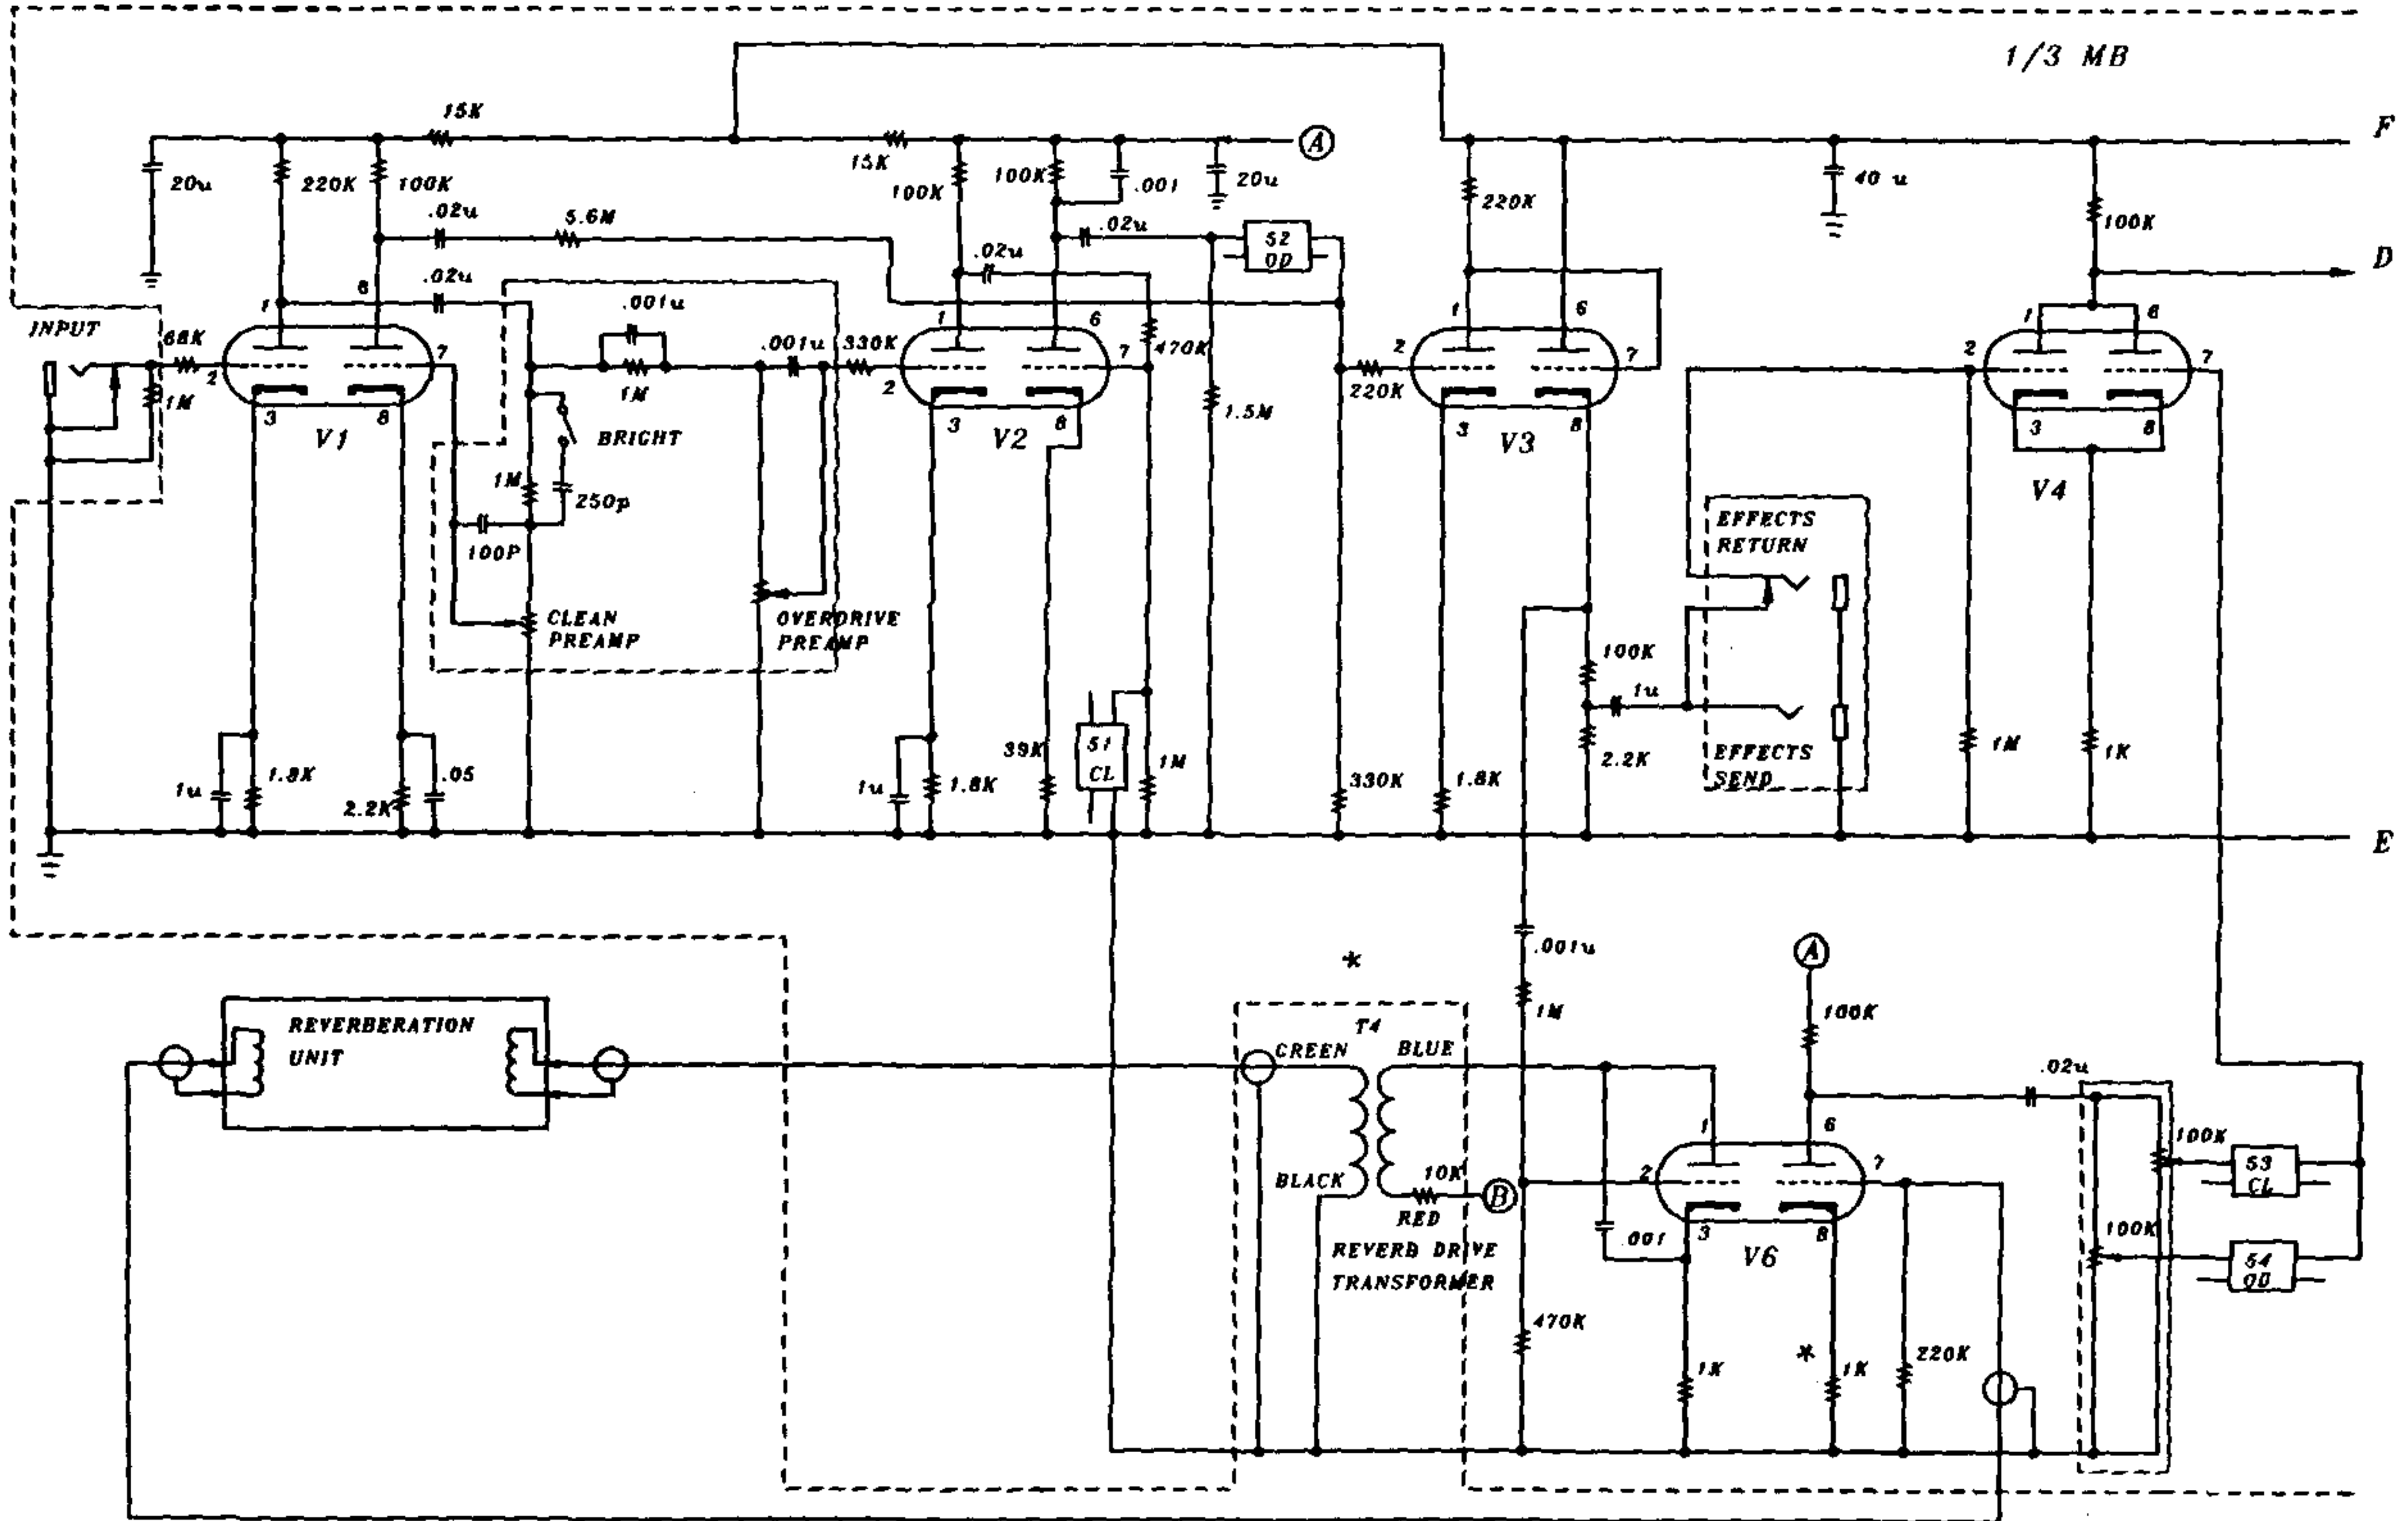 1/3 MB
F
15K
15K
A
20u
220K
100K
100K
100K
.001
20u
220K
40 u
100K
.02u
5.6M
.02u
.02u
52
OD
D
.02u
.001u
INPUT
68K
1
6
7
2
1M
3
8
V1
1M
.001u
330K
1
6
7
2
470K
3
8
V2
1.5M
220K
2
1
6
7
3
8
V3
2
1
6
7
3
8
V4
BRIGHT
1M
250p
100P
CLEAN
PREAMP
OVERDRIVE
PREAMP
EFFECTS
RETURN
100K
1u
2.2K
EFFECTS
SEND
1M
1K
1u
1.8K
2.2K
.05
1u
1.8K
39K
51
CL
1M
330K
1.8K
E
.001u
*
A
1M
100K
REVERBERATION
UNIT
T4
GREEN
BLUE
.02u
1
6
7
2
100K
53
CL
BLACK
10K
B
RED
.001
3
8
V6
100K
54
OD
REVERB DRIVE
TRANSFORMER
470K
1K
*
1K
220K